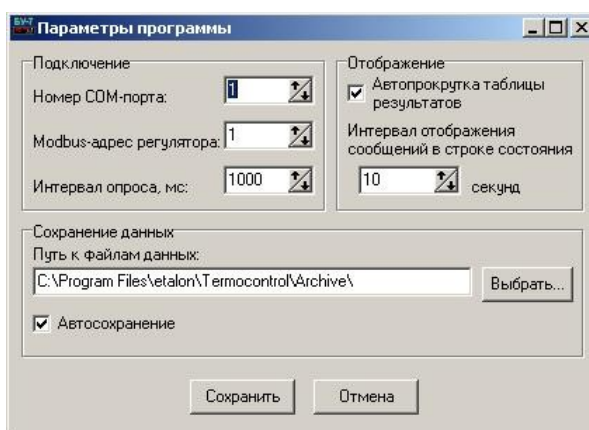 БУ-Т
Параметры программы
Подключение
Номер COM-порта:
1
Modbus-адрес регулятора:
1
Интервал опроса, мс:
1000
Отображение
Автопрокрутка таблицы
результатов
Интервал отображения
сообщений в строке состояния
10
секунд
Сохранение данных
Путь к файлам данных:
C:\Program Files\etalon\Termocontrol\Archive\
Выбрать...
Автосохранение
Сохранить
Отмена